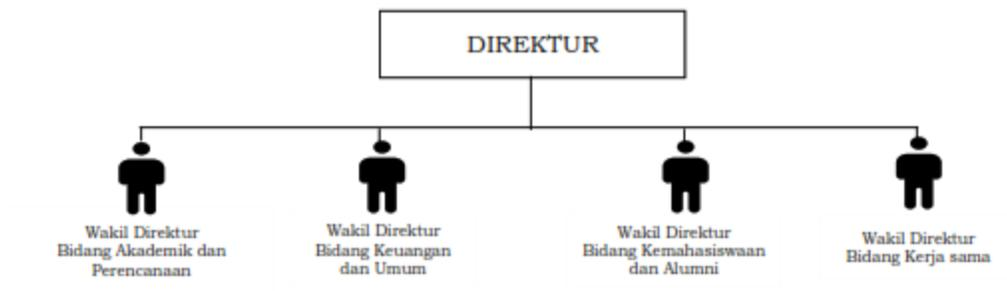 DIREKTUR
Wakil Direktur
Bidang Akademik dan
Perencanaan
Wakil Direktur
Bidang Keuangan
dan Umum
Wakil Direktur
Bidang Kemahasiswaan
dan Alumni
Wakil Direktur
Bidang Kerja sama